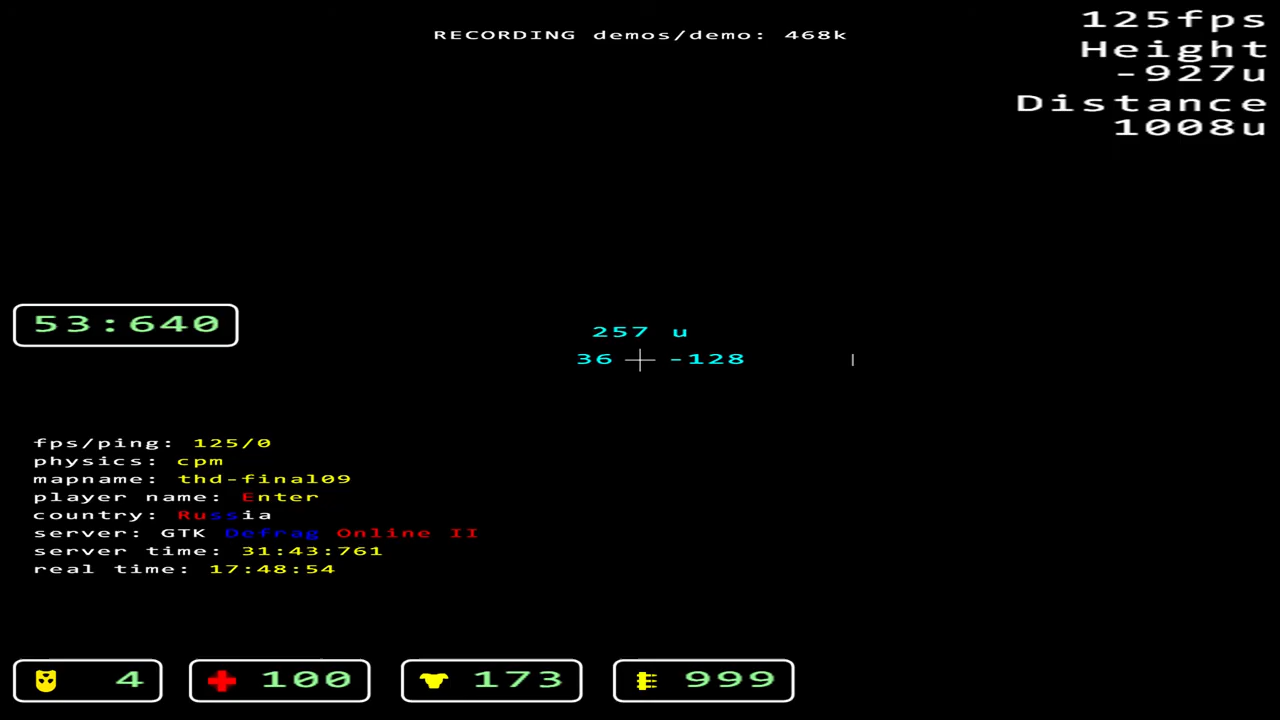 RECORDING demos/demo: 468k
125fps
Height
-927u
Distance
1008u
53:640
257 u
36 -128
fps/ping: 125/0
physics: cpm
mapname: thd-final09
player name: Enter
country: Russia
server: GTK Defrag Online II
server time: 31:43:761
real time: 17:48:54
4 100 173 999